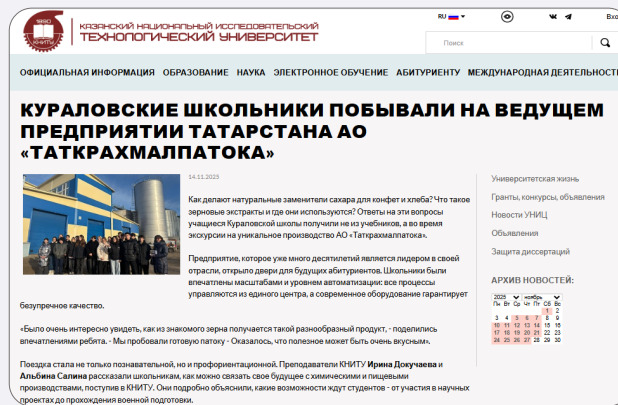 1890
КНИТУ
КАЗАНСКИЙ НАЦИОНАЛЬНЫЙ ИССЛЕДОВАТЕЛЬСКИЙ
ТЕХНОЛОГИЧЕСКИЙ УНИВЕРСИТЕТ
RU
Вхо
Поиск
ОФИЦИАЛЬНАЯ ИНФОРМАЦИЯ ОБРАЗОВАНИЕ НАУКА ЭЛЕКТРОННОЕ ОБУЧЕНИЕ АБИТУРИЕНТУ МЕЖДУНАРОДНАЯ ДЕЯТЕЛЬНОСТ
КУРАЛОВСКИЕ ШКОЛЬНИКИ ПОБЫВАЛИ НА ВЕДУЩЕМ
ПРЕДПРИЯТИИ ТАТАРСТАНА АО
«ТАТКРАХМАЛПАТОКА»
14.11.2025
Как делают натуральные заменители сахара для конфет и хлеба? Что такое
зерновые экстракты и где они используются? Ответы на эти вопросы
учащиеся Кураловской школы получили не из учебников, а во время
экскурсии на уникальное производство АО «Таткрахмалпатока».
Предприятие, которое уже много десятилетий является лидером в своей
отрасли, открыло двери для будущих абитуриентов. Школьники были
впечатлены масштабами и уровнем автоматизации: все процессы
управляются из единого центра, а современное оборудование гарантирует
безупречное качество.
«Было очень интересно увидеть, как из знакомого зерна получается такой разнообразный продукт, - поделились
впечатлениями ребята. - Мы пробовали готовую патоку - Оказалось, что полезное может быть очень вкусным».
Поездка стала не только познавательной, но и профориентационной. Преподаватели КНИТУ Ирина Докучаева и
Альбина Салина рассказали школьникам, как можно связать свое будущее с химическими и пищевыми
производствами, поступив в КНИТУ. Они подробно объяснили, какие возможности ждут студентов - от участия в научных
проектах до прохождения военной подготовки.
Университетская жизнь
Гранты, конкурсы, объявления
Новости УНИЦ
Объявления
Защита диссертаций
АРХИВ НОВОСТЕЙ:
2025 ноябрь
Пн Вт Ср Чт Пт Сб Вс
1 2
3 4 5 6 7 8 9
10 11 12 13 14 15 16
17 18 19 20 21 22 23
24 25 26 27 28 29 30